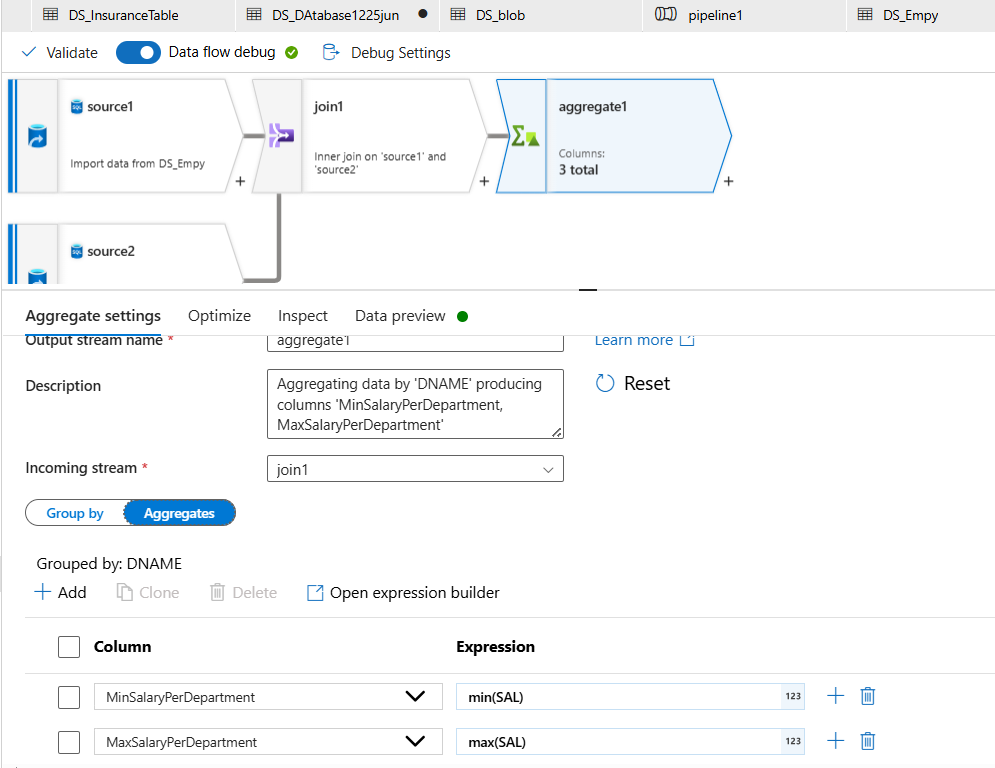 DS_InsuranceTable DS_DAtabase1225jun DS_blob pipeline1 DS_Empy
Validate Data flow debug Debug Settings
source1
Import data from DS_Empy
+
join1
Inner join on 'source1' and
'source2'
+
aggregate1
Columns:
3 total
+
source2
Aggregate settings Optimize Inspect Data preview
Output stream name * aggregate1 Learn more
Description
Aggregating data by 'DNAME' producing
columns 'MinSalaryPerDepartment,
MaxSalaryPerDepartment'
Reset
Incoming stream * join1
Group by Aggregates
Grouped by: DNAME
+ Add Clone Delete Open expression builder
Column Expression
MinSalaryPerDepartment min(SAL) 123 +
MaxSalaryPerDepartment max(SAL) 123 +